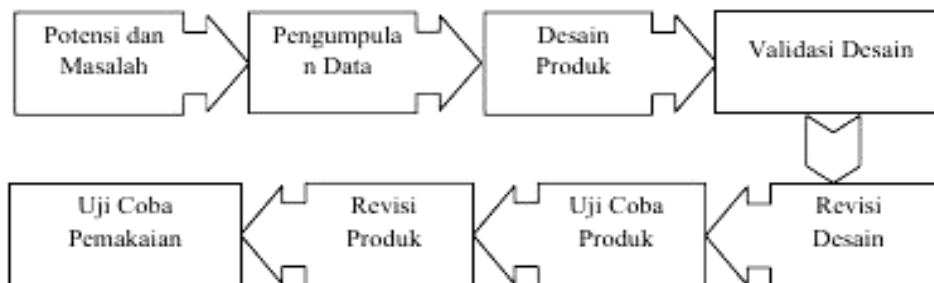 Potensi dan
Masalah
Pengumpula
n Data
Desain
Produk
Validasi Desain
Revisi
Desain
Uji Coba
Produk
Revisi
Produk
Uji Coba
Pemakaian